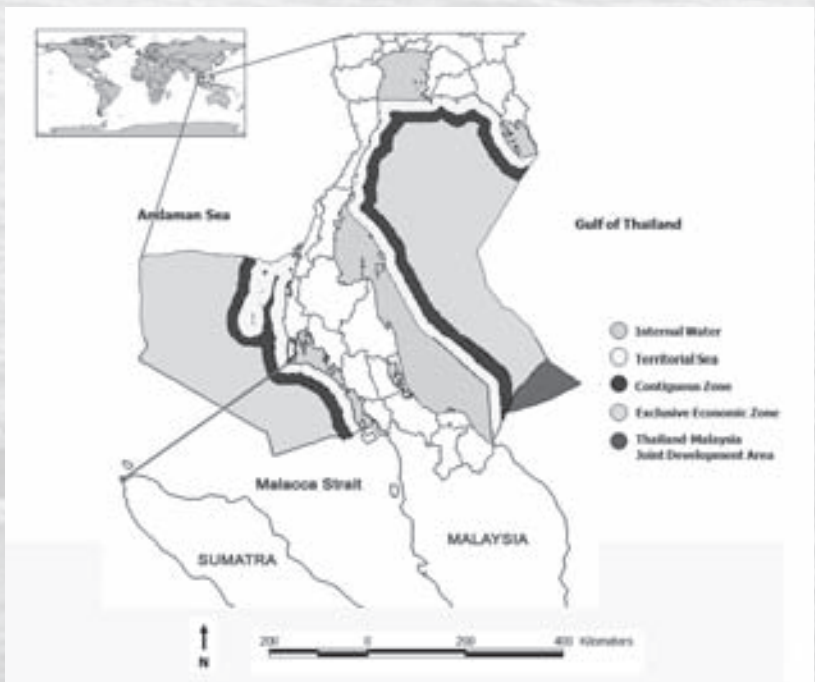 Andaman Sea
Gulf of Thailand
Internal Water
Territorial Sea
Contiguous Zone
Exclusive Economic Zone
Thailand-Malaysia
Joint Development Area
Malacca Strait
MALAYSIA
SUMATRA
N
200 0 200 400 Kilometers